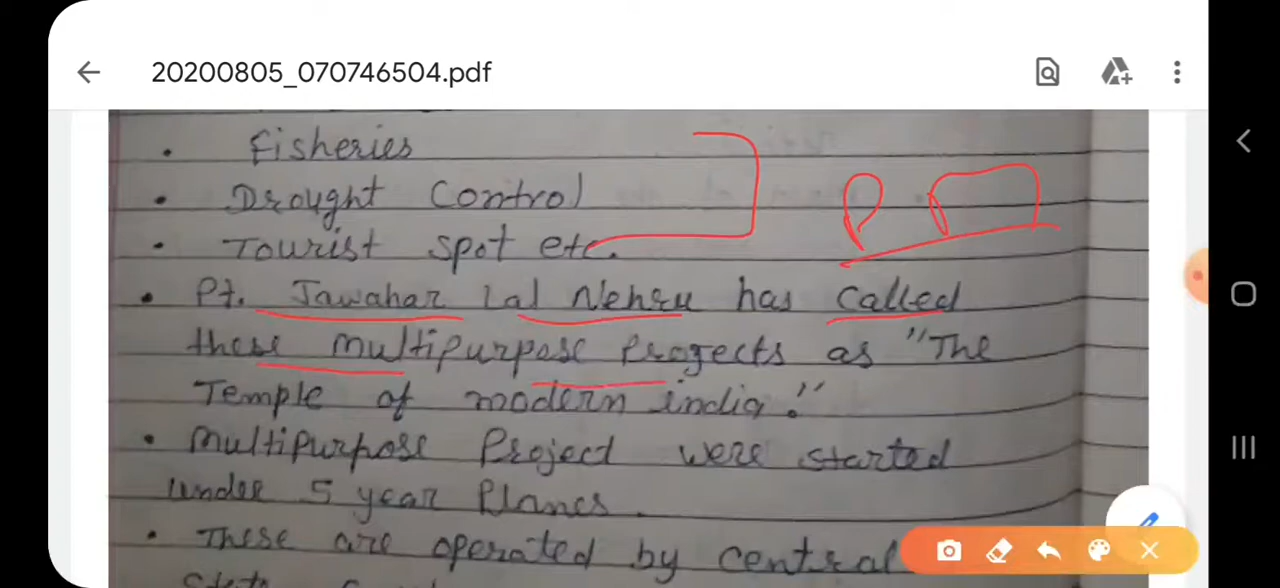 20200805_070746504.pdf
• Fisheries
• Drought Control
• Tourist spot etc.
• Pt. Jawahar lal Nehru has called
these multipurpose Projects as "The
Temple of modern india."
• multipurpose Project were started
under 5 year Planes.
• These are operated by central